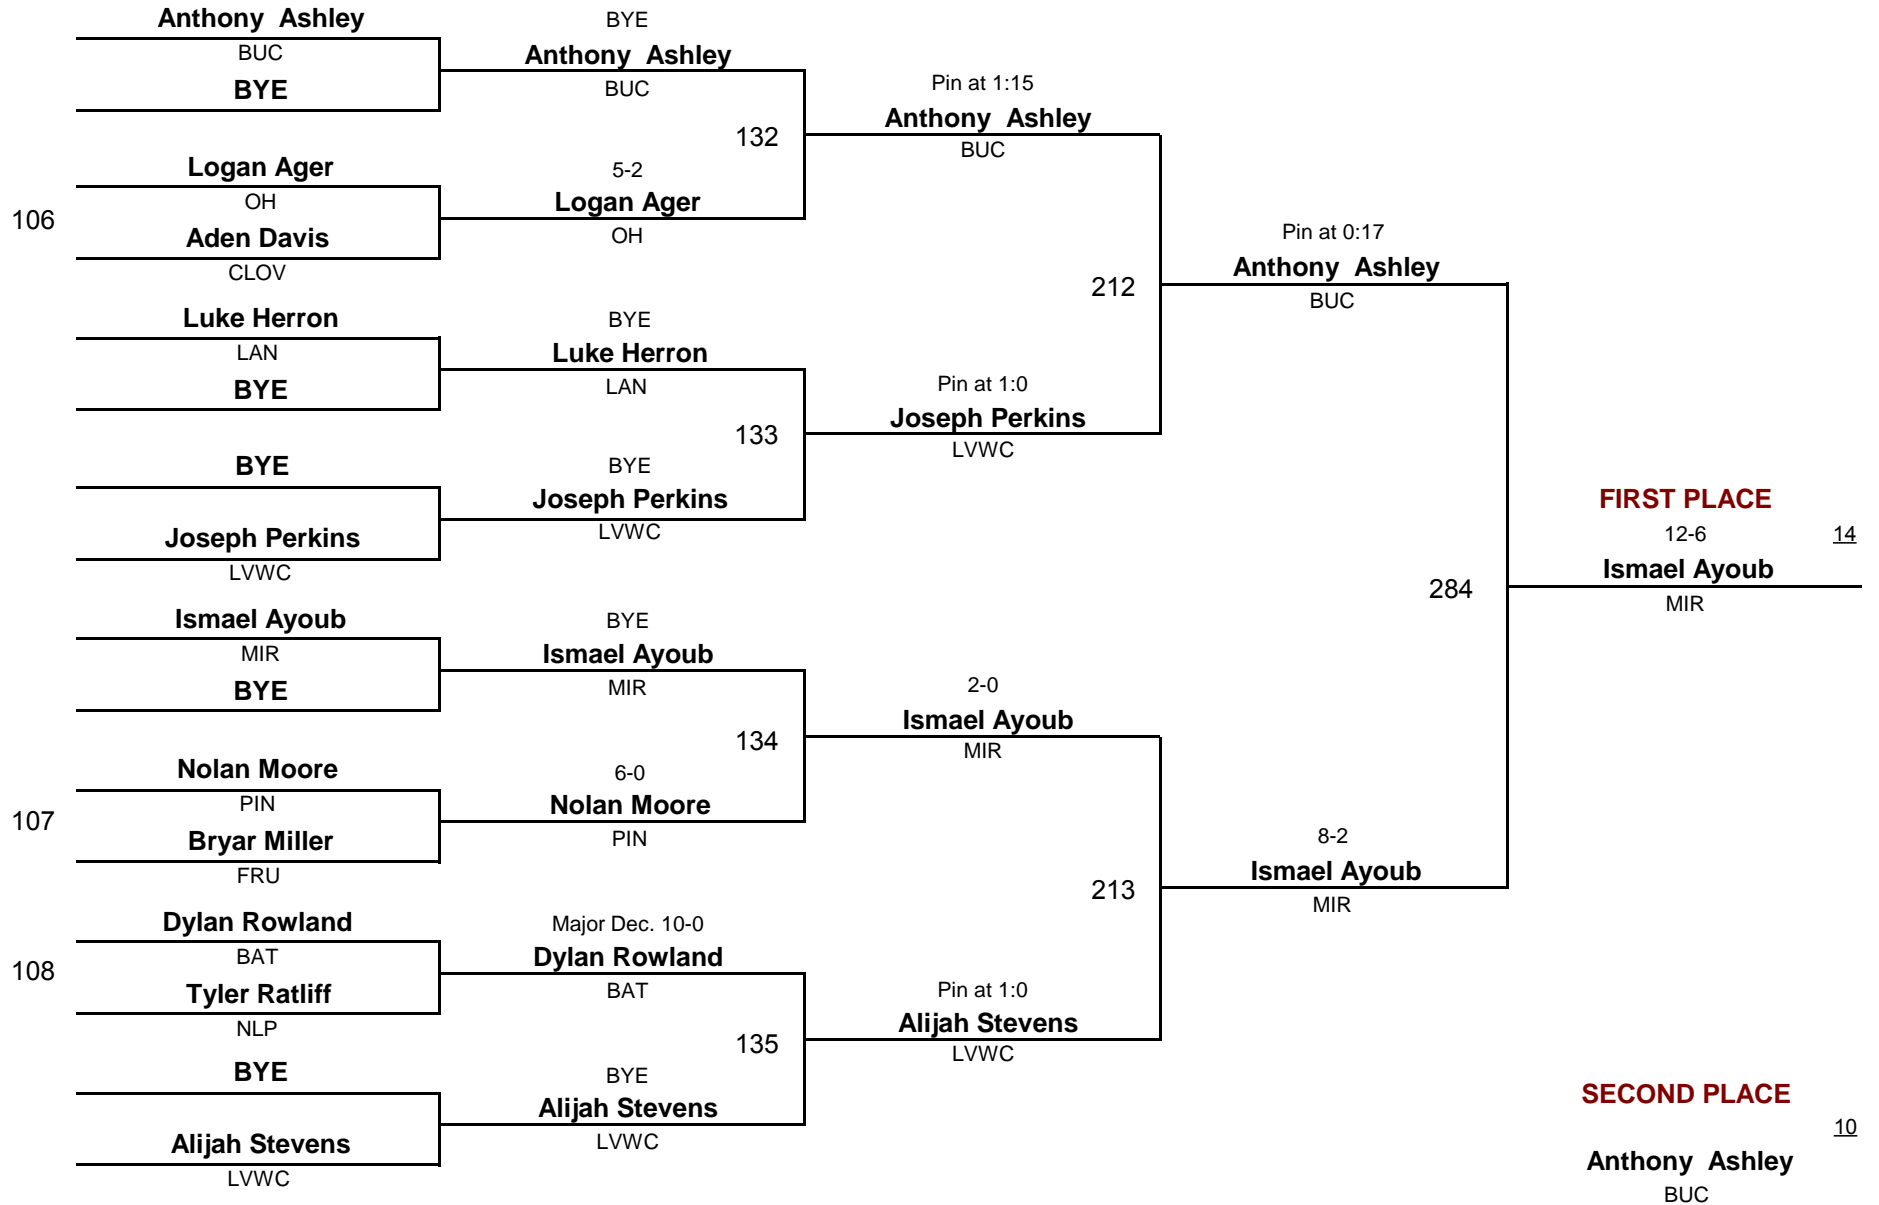 Anthony  Ashley
BUC
BYE
106
Logan Ager
OH
Aden Davis
CLOV
Luke Herron
LAN
BYE
BYE
Joseph Perkins
LVWC
Ismael Ayoub
MIR
BYE
107
Nolan Moore
PIN
Bryar Miller
FRU
108
Dylan Rowland
BAT
Tyler Ratliff
NLP
BYE
Alijah Stevens
LVWC
BYE
Anthony  Ashley
BUC
132
5-2
Logan Ager
OH
BYE
Luke Herron
LAN
133
BYE
Joseph Perkins
LVWC
BYE
Ismael Ayoub
MIR
134
6-0
Nolan Moore
PIN
Major Dec. 10-0
Dylan Rowland
BAT
135
BYE
Alijah Stevens
LVWC
Pin at 1:15
Anthony  Ashley
BUC
212
Pin at 1:0
Joseph Perkins
LVWC
2-0
Ismael Ayoub
MIR
213
Pin at 1:0
Alijah Stevens
LVWC
Pin at 0:17
Anthony  Ashley
BUC
284
8-2
Ismael Ayoub
MIR
FIRST PLACE
12-6 14
Ismael Ayoub
MIR
SECOND PLACE
10
Anthony  Ashley
BUC